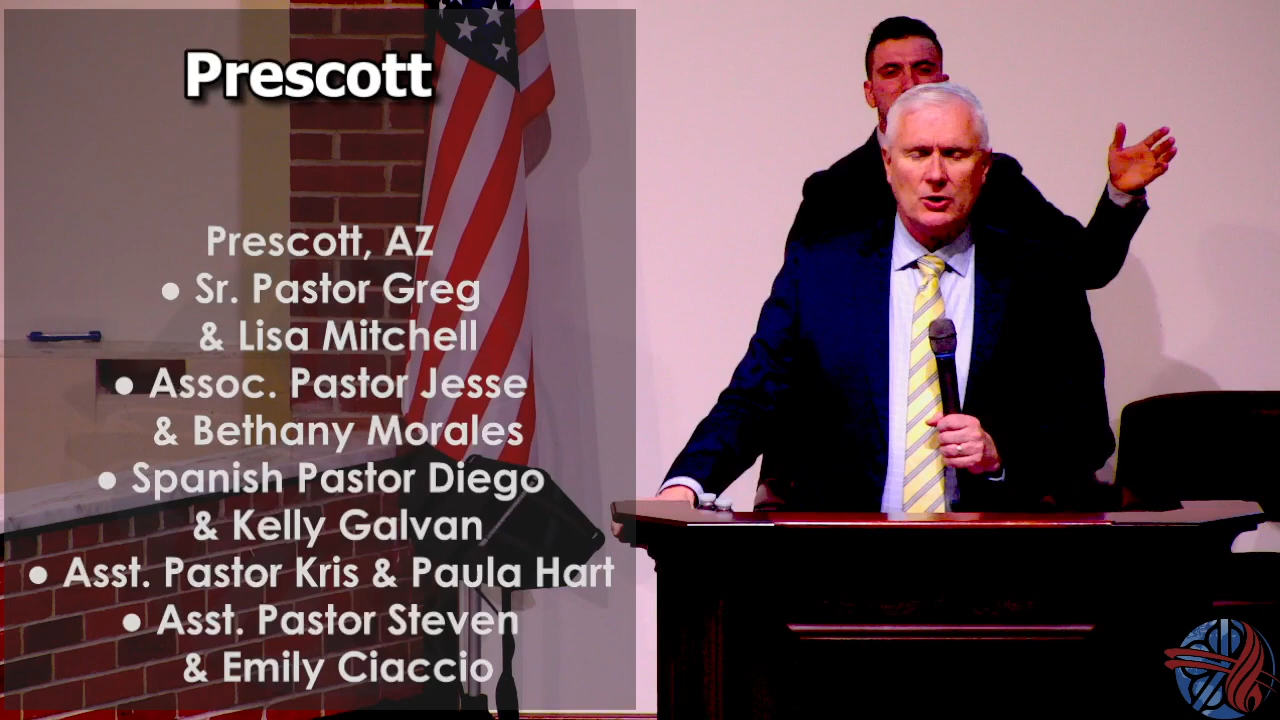 Prescott
Prescott, AZ
● Sr. Pastor Greg
& Lisa Mitchell
● Assoc. Pastor Jesse
& Bethany Morales
● Spanish Pastor Diego
& Kelly Galvan
● Asst. Pastor Kris & Paula Hart
● Asst. Pastor Steven
& Emily Ciaccio